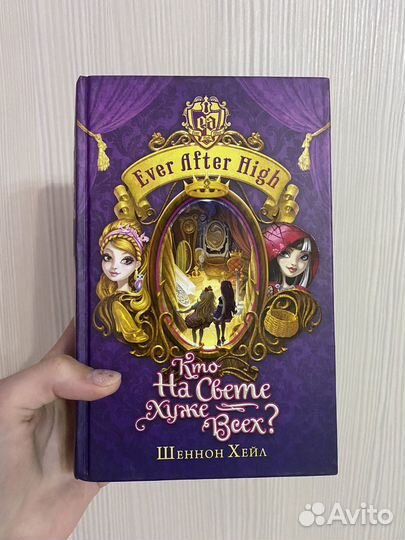 Ever After High
Кто
На Свете
Хуже
Всех?
Шеннон Хейл
Avito